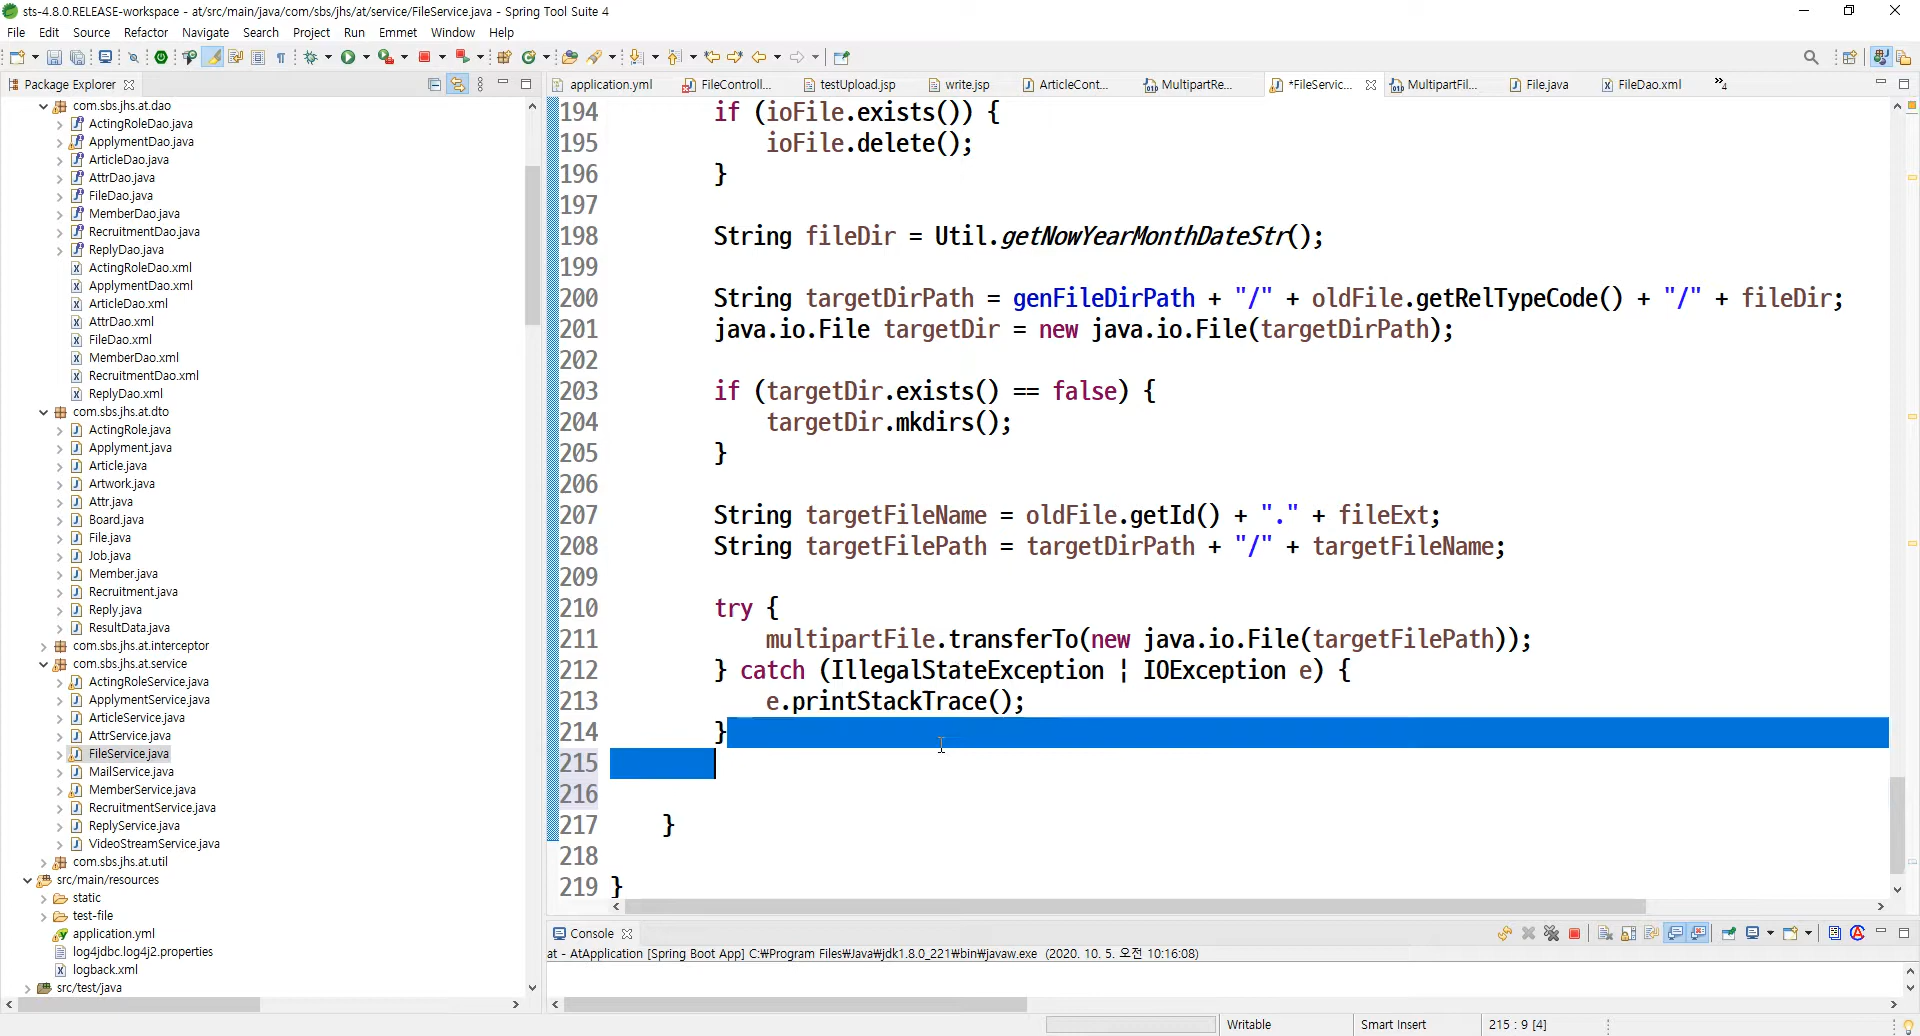 sts-4.8.0.RELEASE-workspace - at/src/main/java/com/sbs/jhs/at/service/FileService.java - Spring Tool Suite 4
File Edit Source Refactor Navigate Search Project Run Emmet Window Help
Package Explorer
application.yml FileControll... testUpload.jsp write.jsp ArticleCont... MultipartRe... *FileServic... MultipartFil... File.java FileDao.xml »4
com.sbs.jhs.at.dao
ActingRoleDao.java
ApplymentDao.java
ArticleDao.java
AttrDao.java
FileDao.java
MemberDao.java
RecruitmentDao.java
ReplyDao.java
ActingRoleDao.xml
ApplymentDao.xml
ArticleDao.xml
AttrDao.xml
FileDao.xml
MemberDao.xml
RecruitmentDao.xml
ReplyDao.xml
com.sbs.jhs.at.dto
ActingRole.java
Applyment.java
Article.java
Artwork.java
Attr.java
Board.java
File.java
Job.java
Member.java
Recruitment.java
Reply.java
ResultData.java
com.sbs.jhs.at.interceptor
com.sbs.jhs.at.service
ActingRoleService.java
ApplymentService.java
ArticleService.java
AttrService.java
FileService.java
MailService.java
MemberService.java
RecruitmentService.java
ReplyService.java
VideoStreamService.java
com.sbs.jhs.at.util
src/main/resources
static
test-file
application.yml
log4jdbc.log4j2.properties
logback.xml
src/test/java
194 if (ioFile.exists()) {
195 ioFile.delete();
196 }
197
198 String fileDir = Util.getNowYearMonthDateStr();
199
200 String targetDirPath = genFileDirPath + "/" + oldFile.getRelTypeCode() + "/" + fileDir;
201 java.io.File targetDir = new java.io.File(targetDirPath);
202
203 if (targetDir.exists() == false) {
204 targetDir.mkdirs();
205 }
206
207 String targetFileName = oldFile.getId() + "." + fileExt;
208 String targetFilePath = targetDirPath + "/" + targetFileName;
209
210 try {
211 multipartFile.transferTo(new java.io.File(targetFilePath));
212 } catch (IllegalStateException | IOException e) {
213 e.printStackTrace();
214 }
215
216
217 }
218
219 }
Console
at - AtApplication [Spring Boot App] C:₩Program Files₩Java₩jdk1.8.0_221₩bin₩javaw.exe (2020. 10. 5. 오전 10:16:08)
Writable Smart Insert 215 : 9 [4]